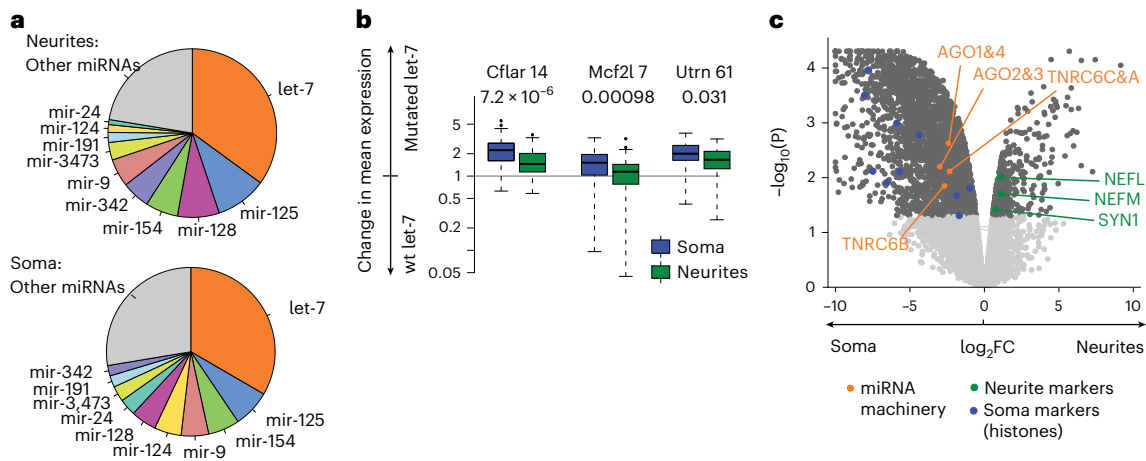 a
Neurites:
Other miRNAs
let-7
mir-24
mir-124
mir-191
mir-3473
mir-9
mir-342
mir-154
mir-128
mir-125
Soma:
Other miRNAs
let-7
mir-342
mir-191
mir-3,473
mir-24
mir-128
mir-124
mir-9
mir-154
mir-125
b
Change in mean expression
wt let-7
Mutated let-7
Cflar 14
7.2 × 10−6
Mcf2l 7
0.00098
Utrn 61
0.031
5
2
1
0.5
0.2
0.05
Soma
Neurites
c
−log10(P)
4
3
2
1
0
AGO1&4
AGO2&3
TNRC6C&A
TNRC6B
NEFL
NEFM
SYN1
−10
−5
0
5
10
Soma
log2FC
Neurites
miRNA machinery
Neurite markers
Soma markers
(histones)